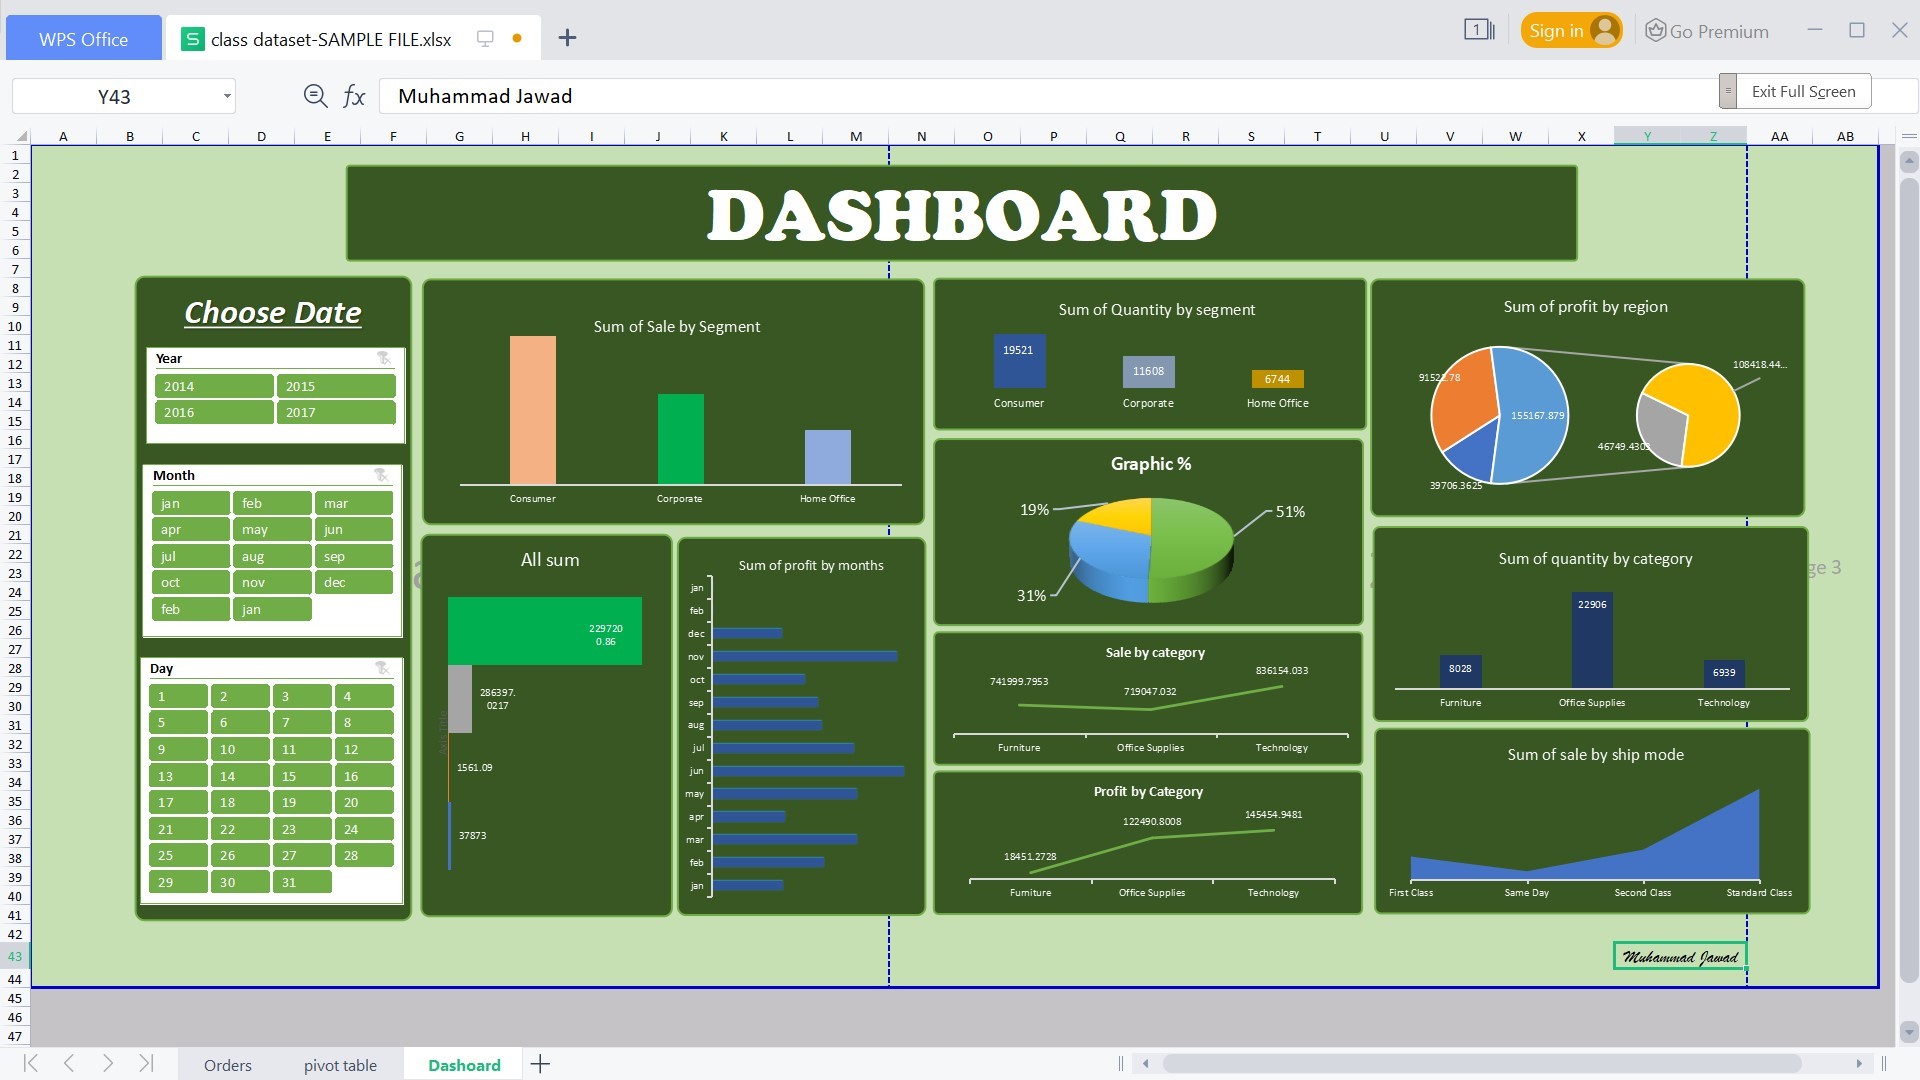 WPS Office
S class dataset-SAMPLE FILE.xlsx
1
Sign in
Go Premium
Y43
fx
Muhammad Jawad
Exit Full Screen
A B C D E F G H I J K L M N O P Q R S T U V W X Y Z AA AB
1
2
3
4
5
6
7
8
9
10
11
12
13
14
15
16
17
18
19
20
21
22
23
24
25
26
27
28
29
30
31
32
33
34
35
36
37
38
39
40
41
42
43
44
45
46
47
DASHBOARD
Choose Date
Year
2014 2015
2016 2017
Month
jan feb mar
apr may jun
jul aug sep
oct nov dec
feb jan
Day
1 2 3 4
5 6 7 8
9 10 11 12
13 14 15 16
17 18 19 20
21 22 23 24
25 26 27 28
29 30 31
Sum of Sale by Segment
Consumer Corporate Home Office
All sum
229720
0.86
286397.
0217
1561.09
37873
Axis Title
Sum of profit by months
jan
feb
dec
nov
oct
sep
aug
jul
jun
may
apr
mar
feb
jan
Sum of Quantity by segment
19521
11608
6744
Consumer Corporate Home Office
Graphic %
19%
51%
31%
Sale by category
741999.7953
719047.032
836154.033
Furniture Office Supplies Technology
Profit by Category
18451.2728
122490.8008
145454.9481
Furniture Office Supplies Technology
Sum of profit by region
91522.78
155167.879
39706.3625
108418.44...
46749.4303
Sum of quantity by category
8028
22906
6939
Furniture Office Supplies Technology
ge 3
Sum of sale by ship mode
First Class Same Day Second Class Standard Class
Muhammad Jawad
Orders pivot table Dashoard